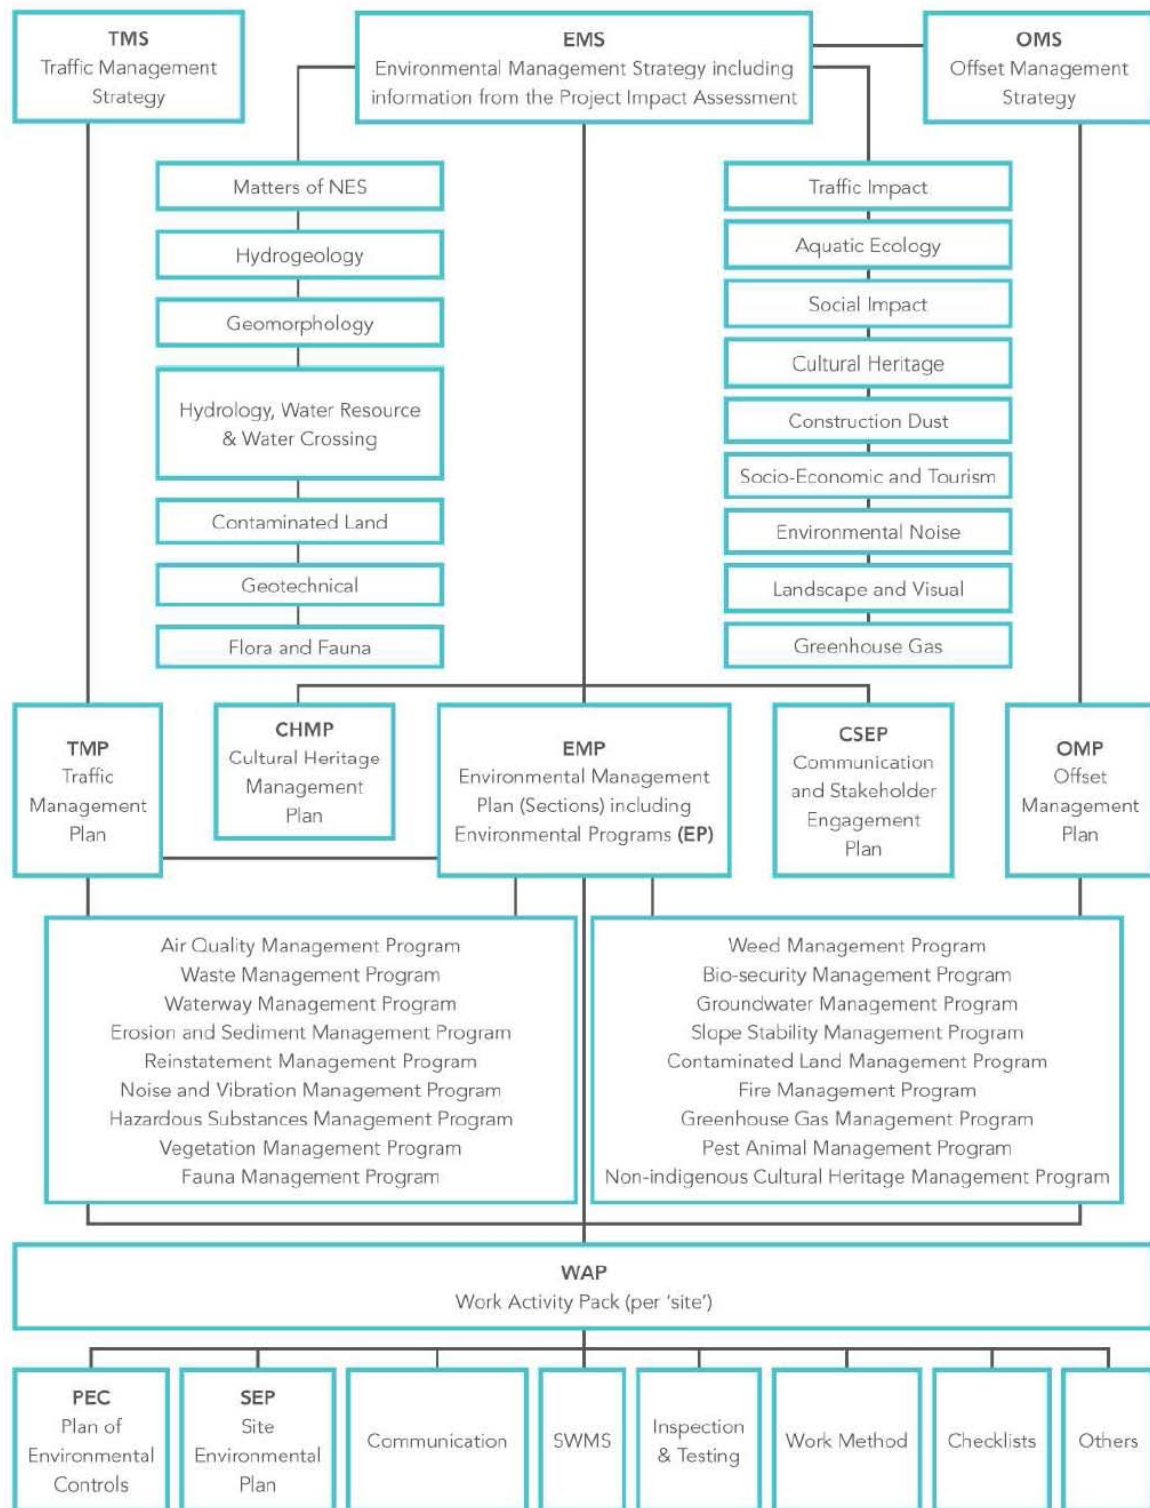 TMS
Traffic Management
Strategy
EMS
Environmental Management Strategy including
information from the Project Impact Assessment
OMS
Offset Management
Strategy
Matters of NES
Hydrogeology
Geomorphology
Hydrology, Water Resource
& Water Crossing
Contaminated Land
Geotechnical
Flora and Fauna
Traffic Impact
Aquatic Ecology
Social Impact
Cultural Heritage
Construction Dust
Socio-Economic and Tourism
Environmental Noise
Landscape and Visual
Greenhouse Gas
TMP
Traffic
Management
Plan
CHMP
Cultural Heritage
Management
Plan
EMP
Environmental Management
Plan (Sections) including
Environmental Programs (EP)
CSEP
Communication
and Stakeholder
Engagement
Plan
OMP
Offset
Management
Plan
Air Quality Management Program
Waste Management Program
Waterway Management Program
Erosion and Sediment Management Program
Reinstatement Management Program
Noise and Vibration Management Program
Hazardous Substances Management Program
Vegetation Management Program
Fauna Management Program
Weed Management Program
Bio-security Management Program
Groundwater Management Program
Slope Stability Management Program
Contaminated Land Management Program
Fire Management Program
Greenhouse Gas Management Program
Pest Animal Management Program
Non-indigenous Cultural Heritage Management Program
WAP
Work Activity Pack (per ‘site’)
PEC
Plan of
Environmental
Controls
SEP
Site
Environmental
Plan
Communication
SWMS
Inspection
& Testing
Work Method
Checklists
Others